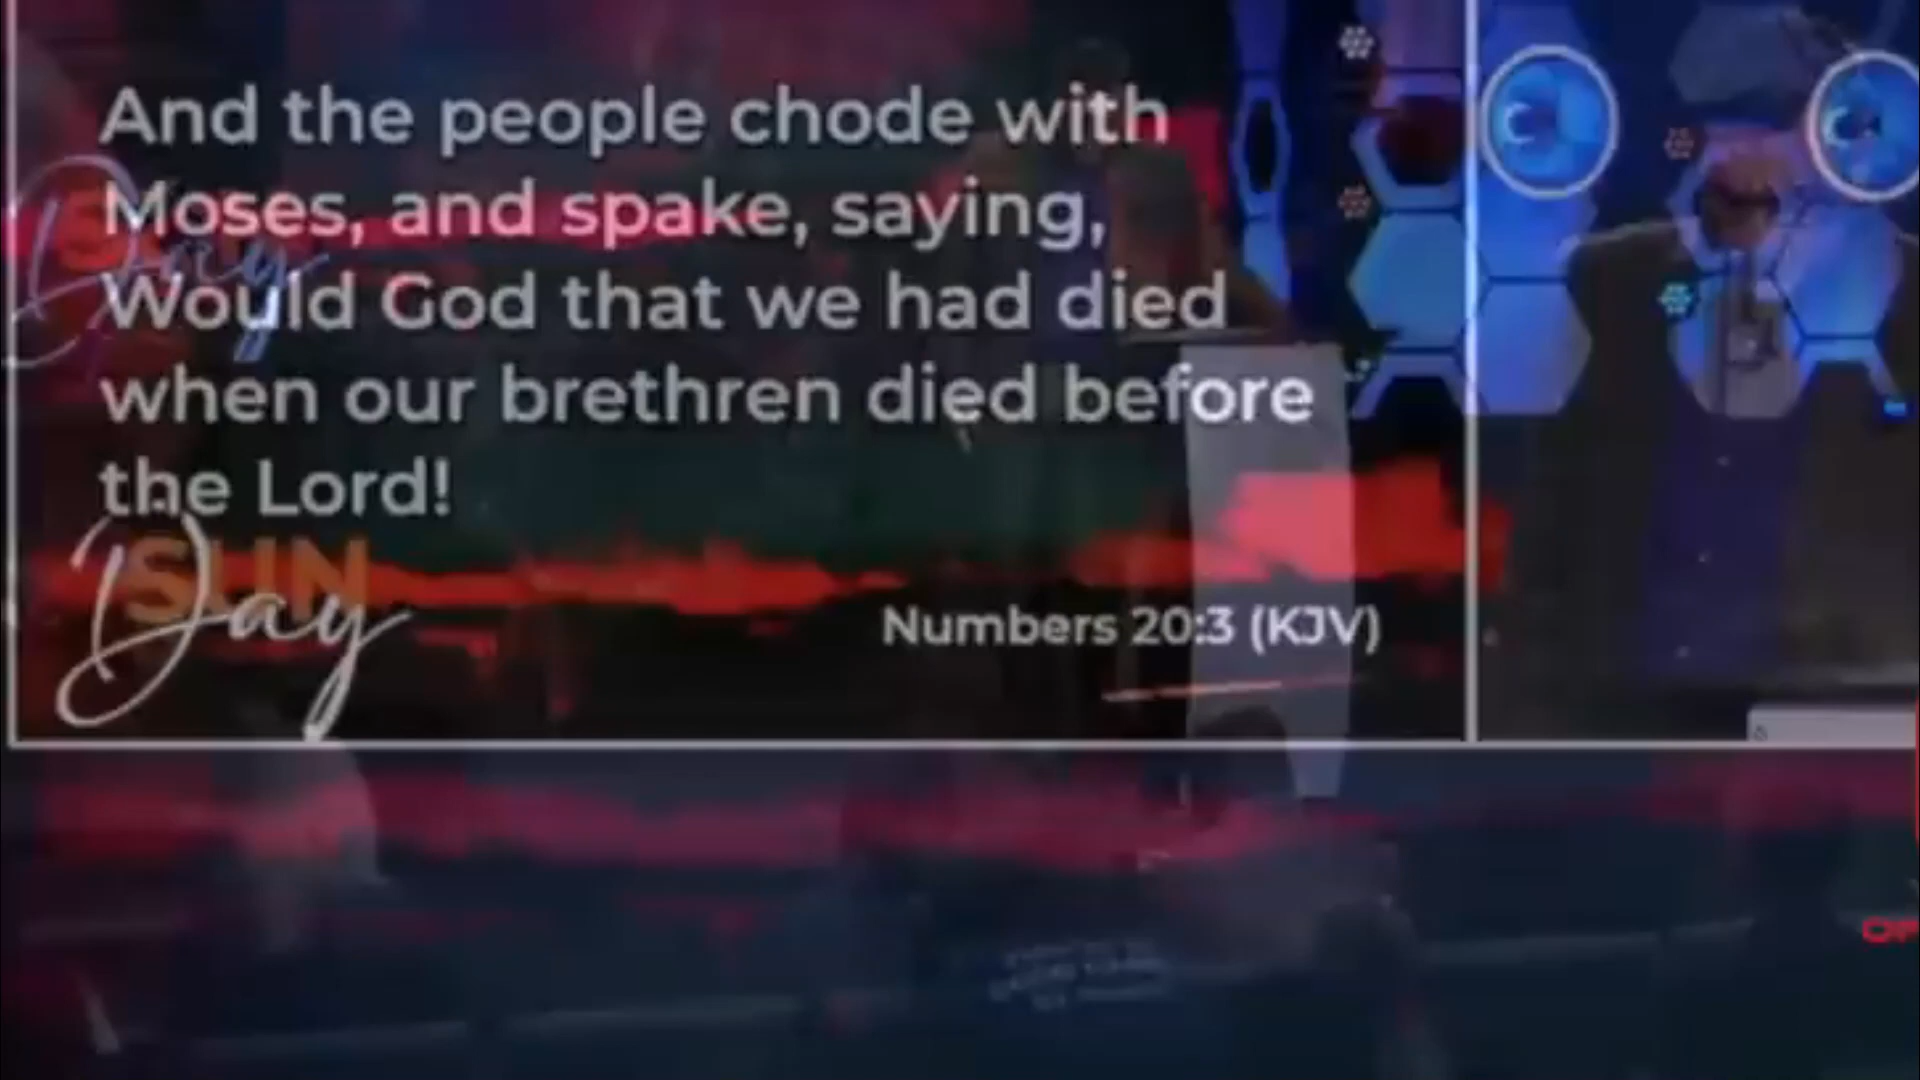 And the people chode with
Moses, and spake, saying,
Would God that we had died
when our brethren died before
the Lord!
SUN
Day
Day
Numbers 20:3 (KJV)
OP